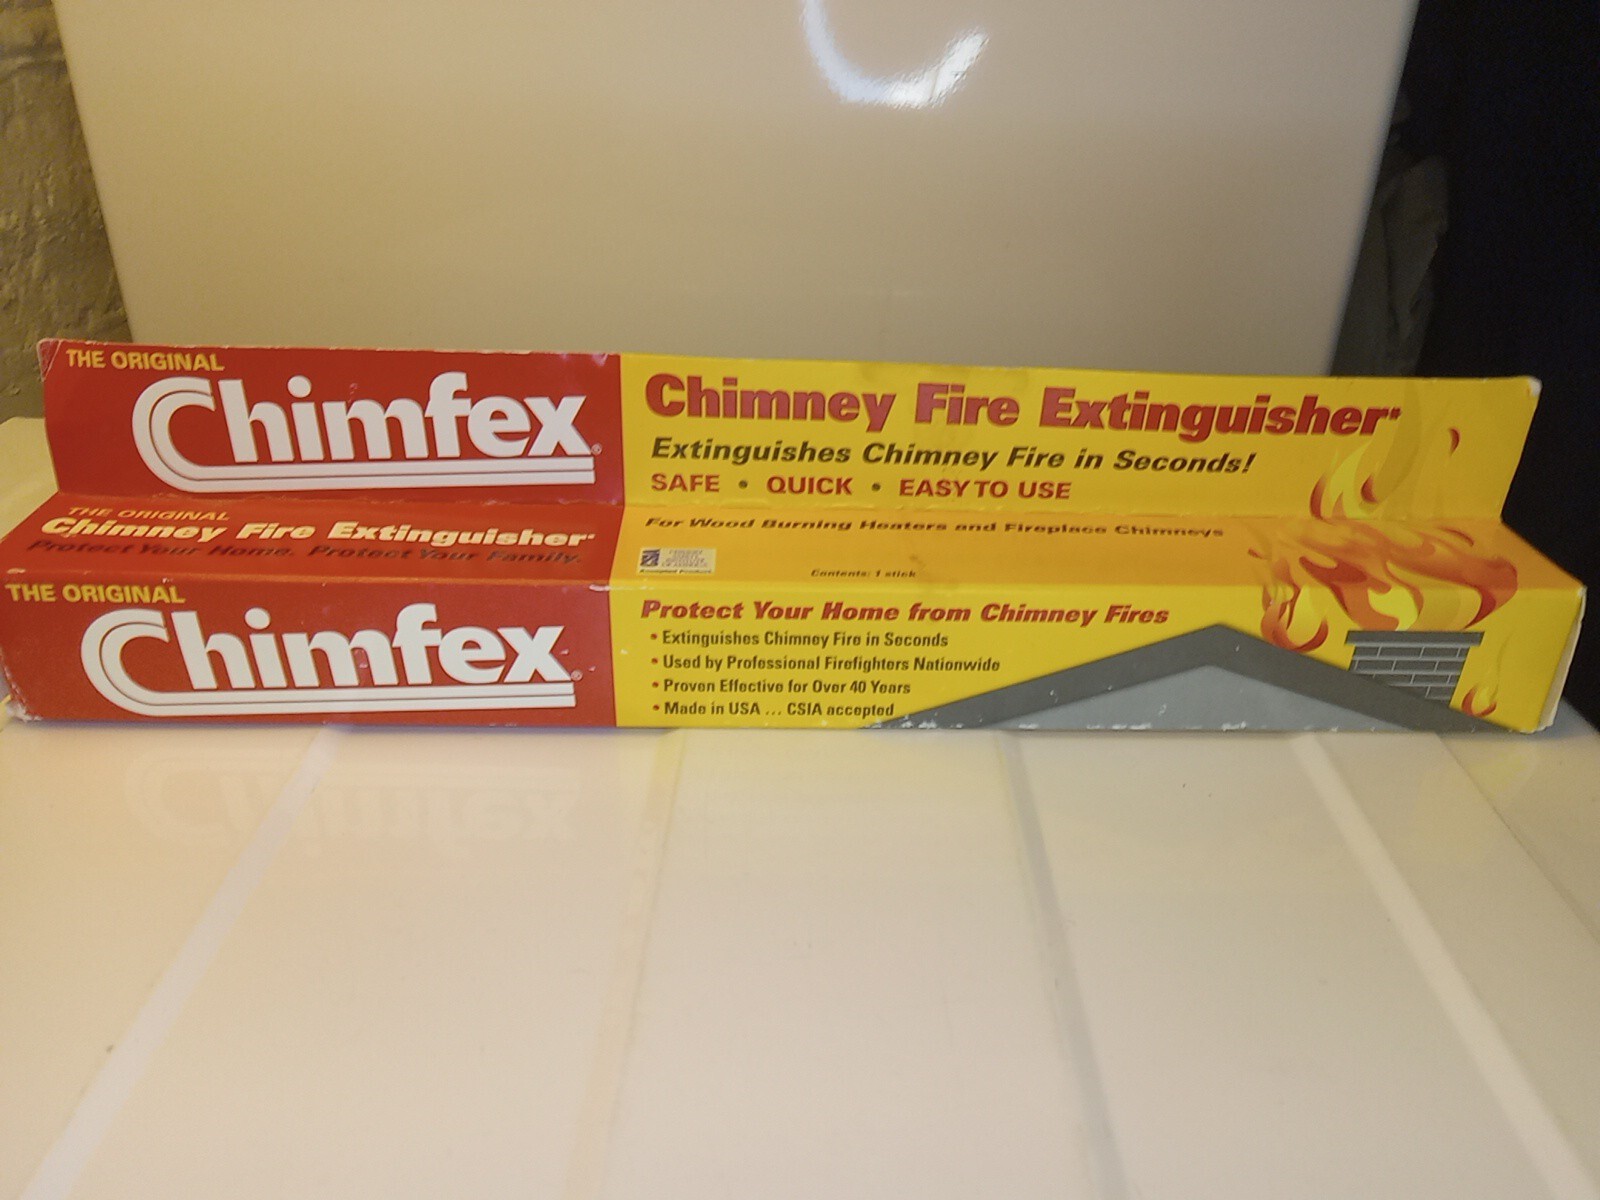 THE ORIGINAL
Chimfex®
Chimney Fire Extinguisher
Extinguishes Chimney Fire in Seconds!
SAFE • QUICK • EASY TO USE
THE ORIGINAL
Chimney Fire Extinguisher
Protect Your Home. Protect Your Family.
For Wood Burning Heaters and Fireplace Chimneys
CSIA
Contents: 1 stick
THE ORIGINAL
Chimfex®
Protect Your Home from Chimney Fires
• Extinguishes Chimney Fire in Seconds
• Used by Professional Firefighters Nationwide
• Proven Effective for Over 40 Years
• Made in USA ... CSIA accepted